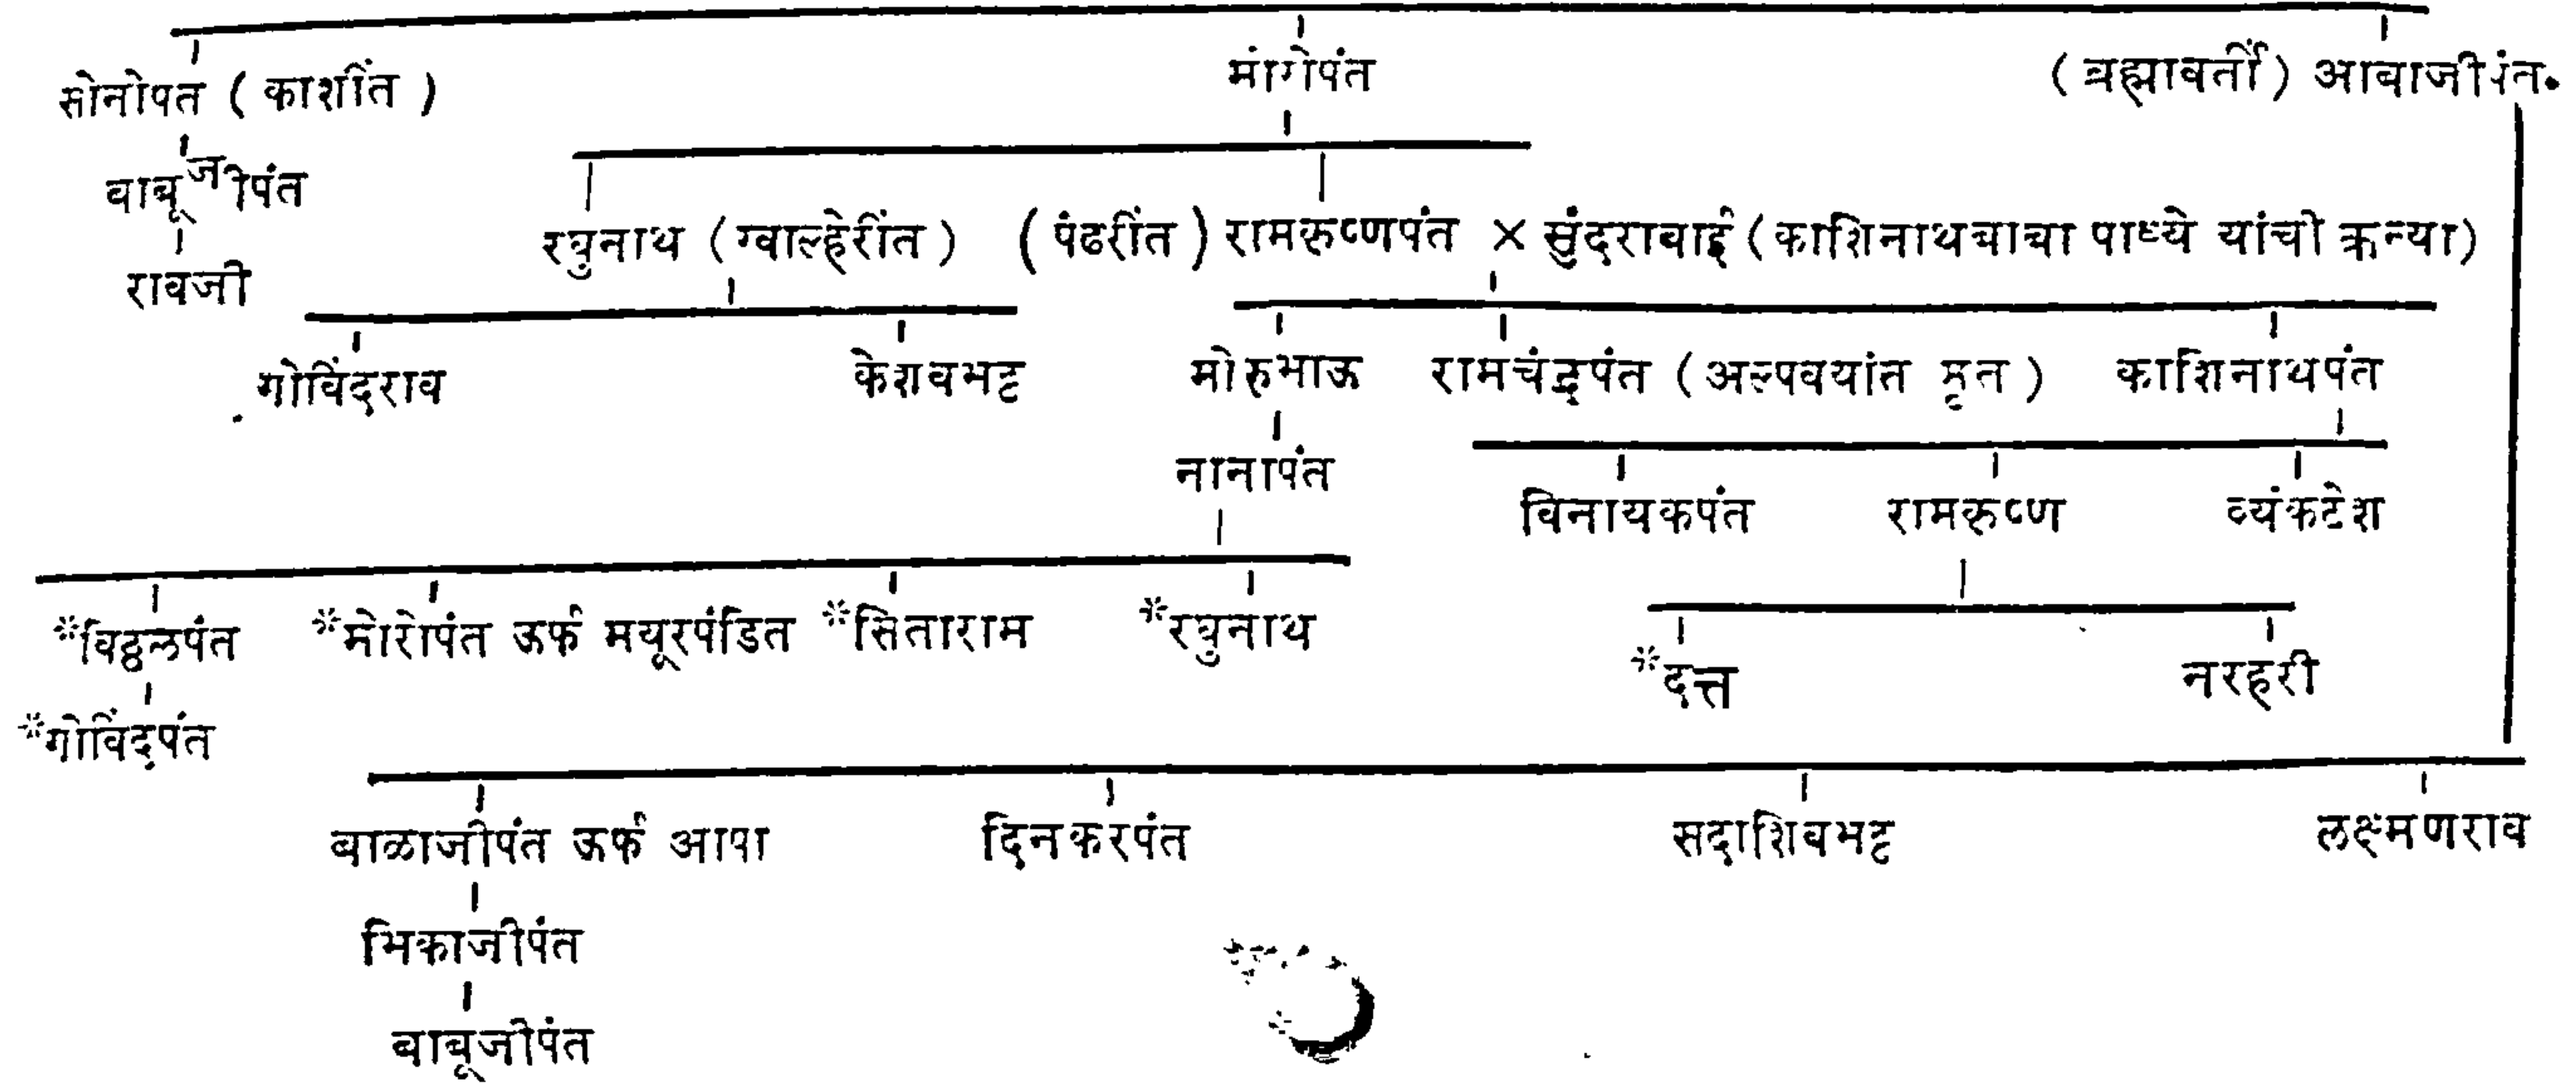 सोनोपत ( काशींत ) मांगोपंत ( ब्रह्मावर्तीं ) आबाजीपंत.
बाबूजीपंत
रघुनाथ ( ग्वाल्हेरींत ) ( पंढरींत ) रामकृष्णपंत × सुंदराबाई ( काशिनाथबाबा पाध्ये यांची कन्या )
रावजी
गोविंदराव केशवभट्ट मोरुभाऊ रामचंद्रपंत ( अल्पवयांत मृत ) काशिनाथपंत
नानापंत
विनायकपंत रामकृष्ण व्यंकटेश
*विठ्ठलपंत *मोरोपंत ऊर्फ मयूरपंडित *सिताराम *रघुनाथ
*दत्त नरहरी
*गोविंदपंत
बाळाजीपंत ऊर्फ आपा दिनकरपंत सदाशिवभट्ट लक्ष्मणराव
भिकाजीपंत
बाबूजीपंत